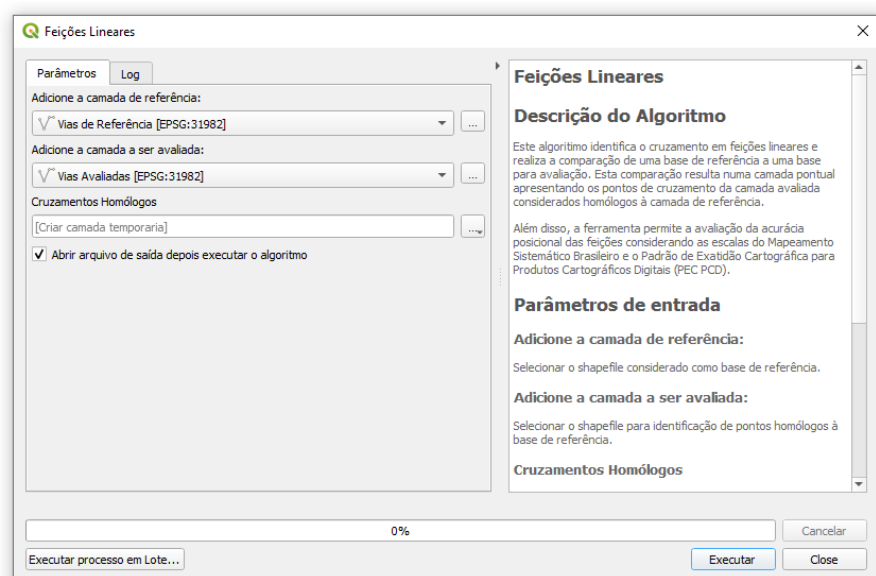 Feições Lineares
Parâmetros
Log
Adicione a camada de referência:
Vias de Referência [EPSG:31982]
...
Adicione a camada a ser avaliada:
Vias Avaliadas [EPSG:31982]
...
Cruzamentos Homólogos
[Criar camada temporaria]
...
Abrir arquivo de saída depois executar o algoritmo
Feições Lineares
Descrição do Algoritmo
Este algoritimo identifica o cruzamento em feições lineares e
realiza a comparação de uma base de referência a uma base
para avaliação. Esta comparação resulta numa camada pontual
apresentando os pontos de cruzamento da camada avaliada
considerados homólogos à camada de referência.
Além disso, a ferramenta permite a avaliação da acurácia
posicional das feições considerando as escalas do Mapeamento
Sistemático Brasileiro e o Padrão de Exatidão Cartográfica para
Produtos Cartográficos Digitais (PEC PCD).
Parâmetros de entrada
Adicione a camada de referência:
Selecionar o shapefile considerado como base de referência.
Adicione a camada a ser avaliada:
Selecionar o shapefile para identificação de pontos homólogos à
base de referência.
Cruzamentos Homólogos
0%
Cancelar
Executar processo em Lote...
Executar
Close